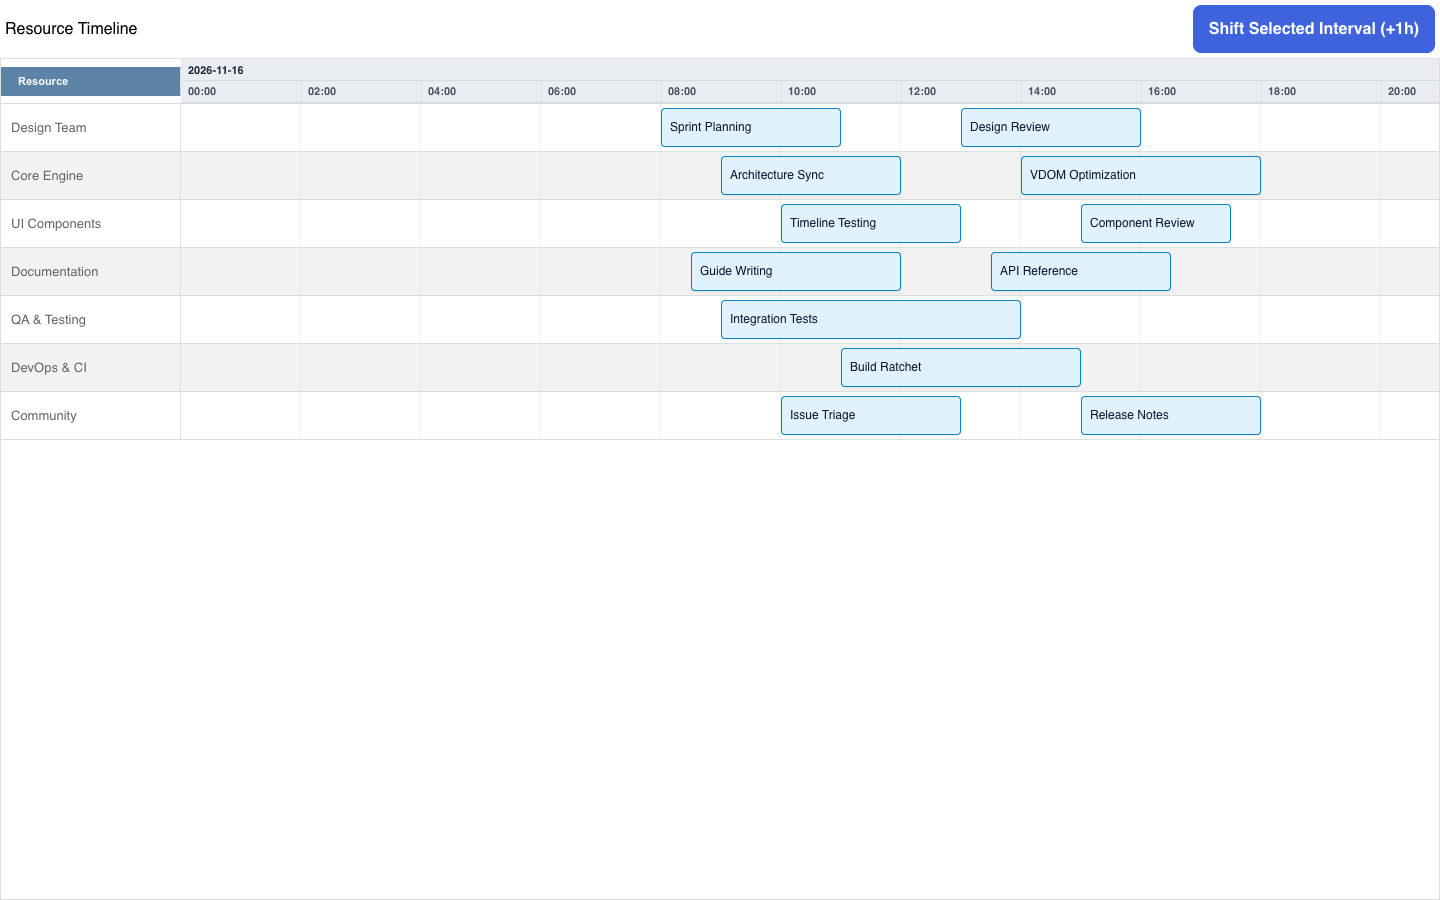 Resource Timeline
Shift Selected Interval (+1h)
Resource
2026-11-16
00:00 02:00 04:00 06:00 08:00 10:00 12:00 14:00 16:00 18:00 20:00
Design Team Sprint Planning Design Review
Core Engine Architecture Sync VDOM Optimization
UI Components Timeline Testing Component Review
Documentation Guide Writing API Reference
QA & Testing Integration Tests
DevOps & CI Build Ratchet
Community Issue Triage Release Notes